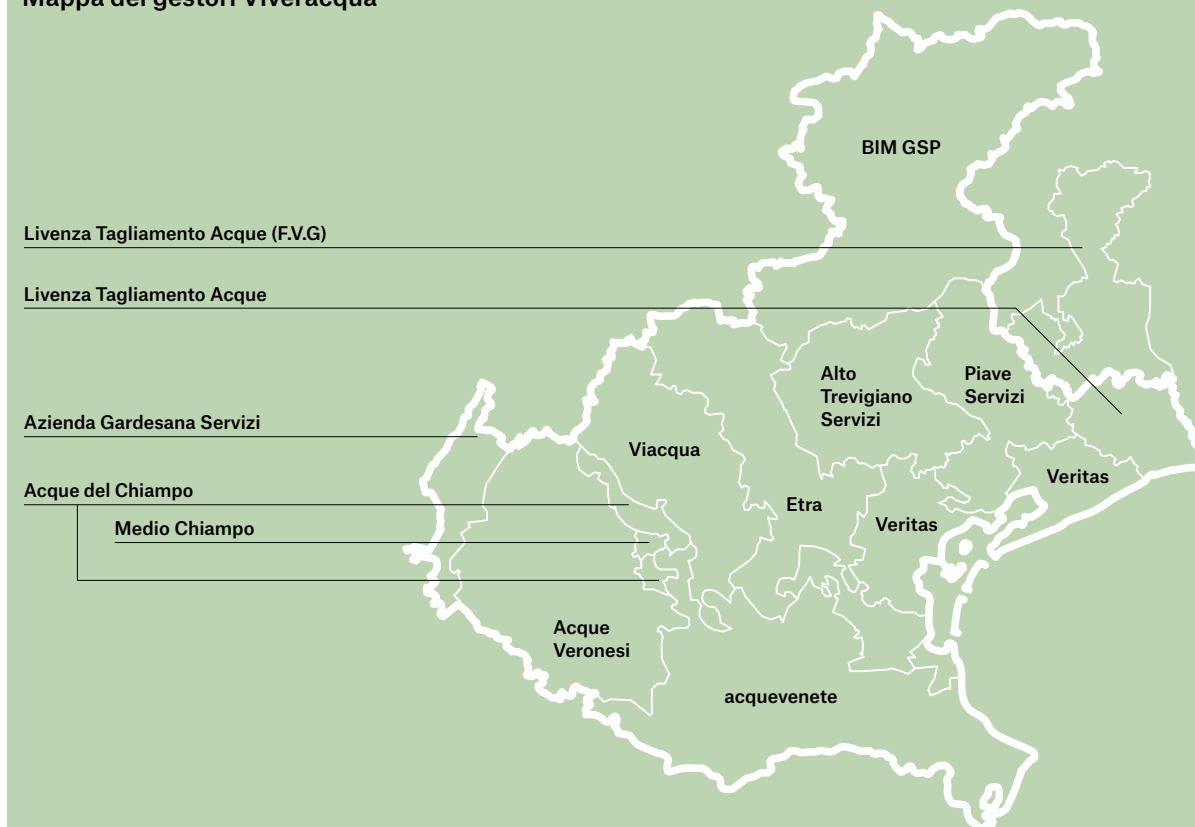 Mappa dei gestori Viveracqua
BIM GSP
Livenza Tagliamento Acque (F.V.G)
Livenza Tagliamento Acque
Alto
Trevigiano
Servizi
Piave
Servizi
Azienda Gardesana Servizi
Viacqua
Veritas
Acque del Chiampo
Etra
Veritas
Medio Chiampo
Acque
Veronesi
acquevenete